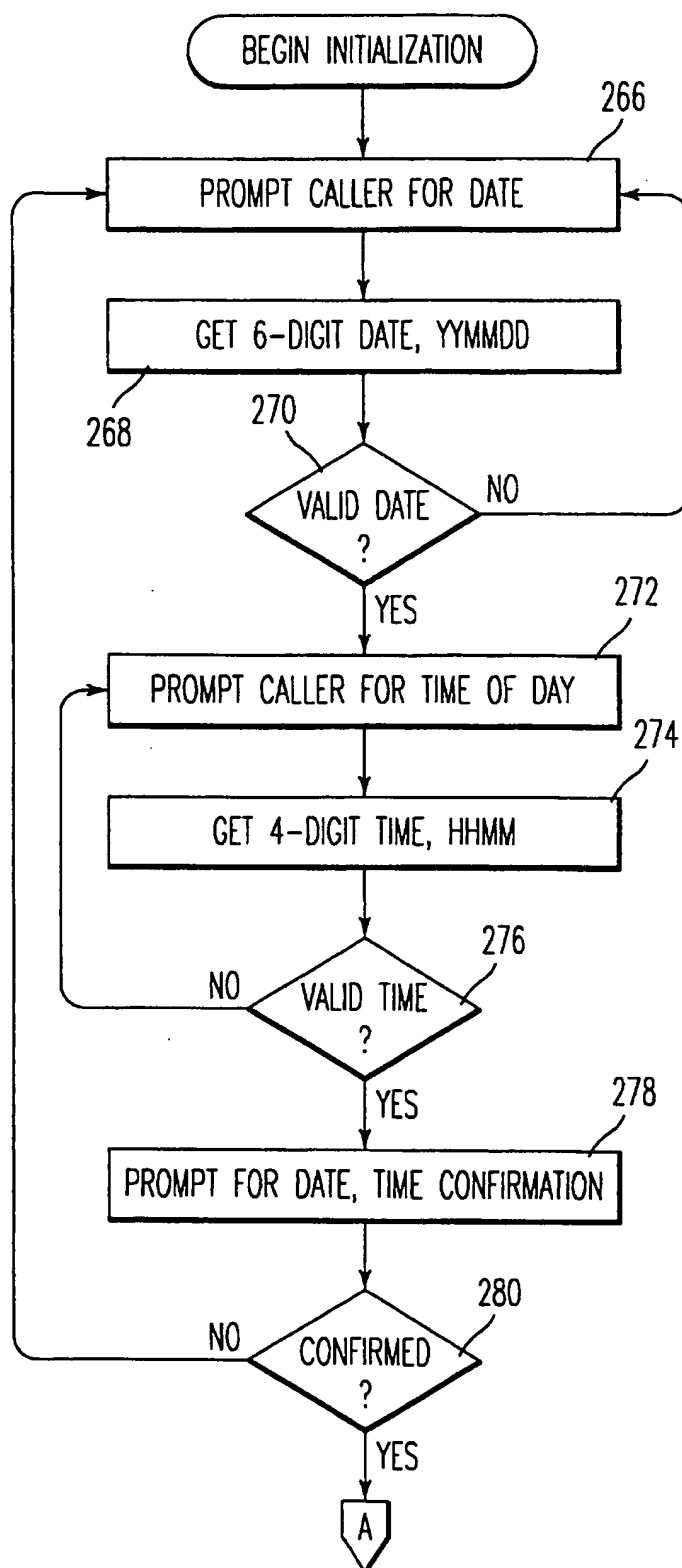 BEGIN INITIALIZATION
266
PROMPT CALLER FOR DATE
GET 6-DIGIT DATE, YYMMDD
268
270
VALID DATE
?
NO
YES
272
PROMPT CALLER FOR TIME OF DAY
274
GET 4-DIGIT TIME, HHMM
276
NO
VALID TIME
?
YES
278
PROMPT FOR DATE, TIME CONFIRMATION
280
NO
CONFIRMED
?
YES
A